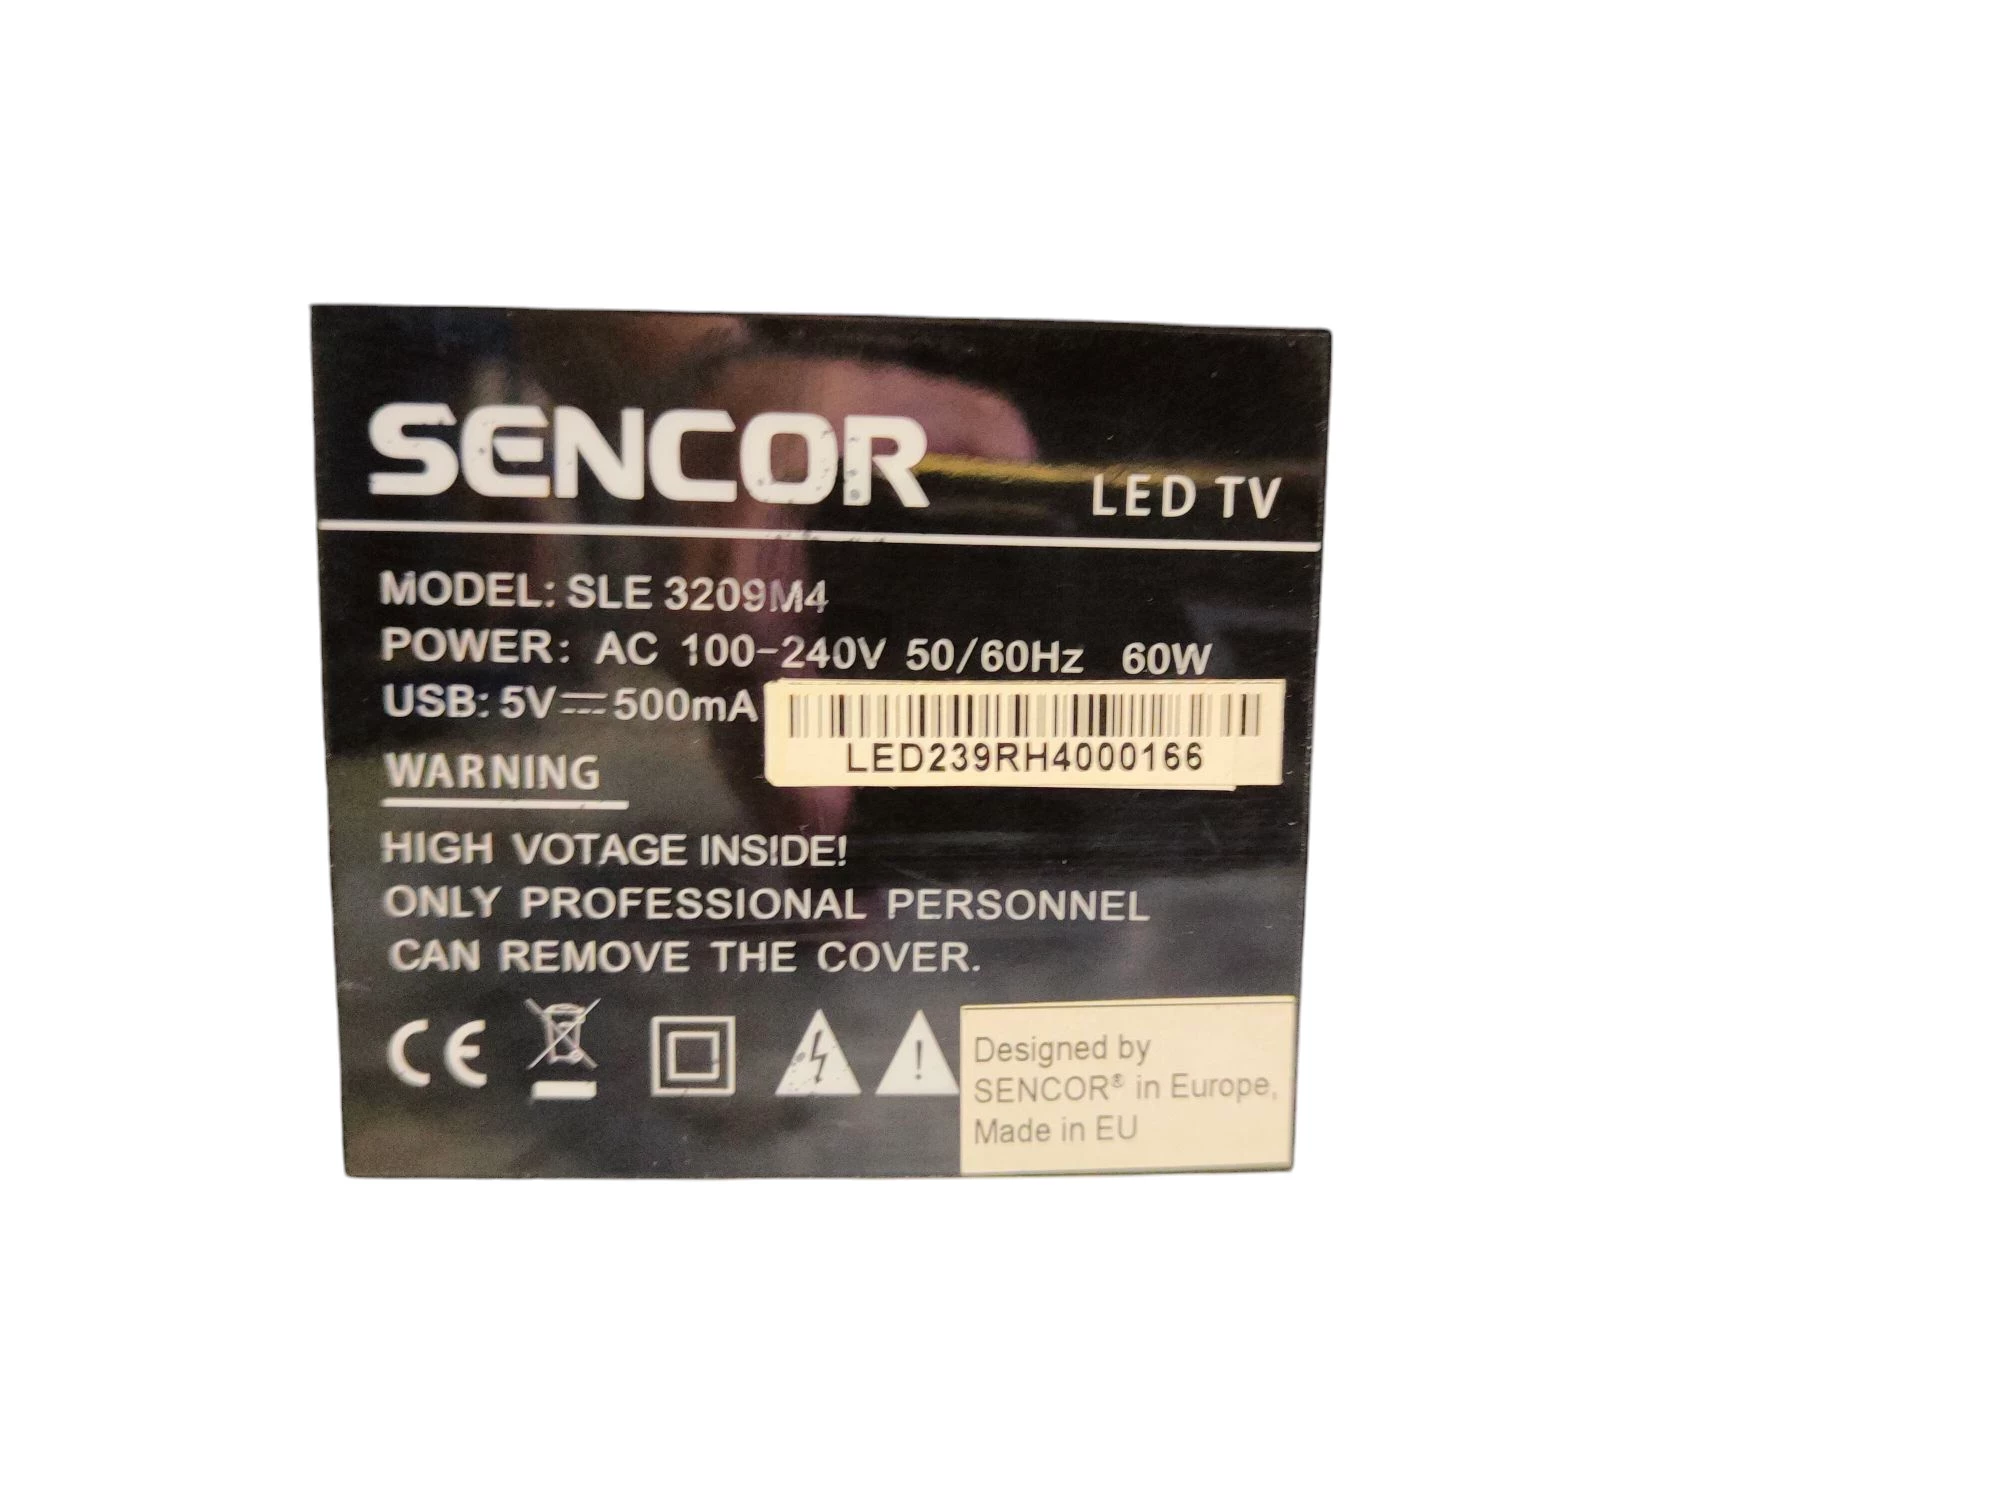 SENCOR
LED TV
MODEL: SLE 3209M4
POWER: AC 100-240V 50/60Hz 60W
USB: 5V⎓500mA
LED239RH4000166
WARNING
HIGH VOTAGE INSIDE!
ONLY PROFESSIONAL PERSONNEL
CAN REMOVE THE COVER.
CE
Designed by
SENCOR® in Europe,
Made in EU